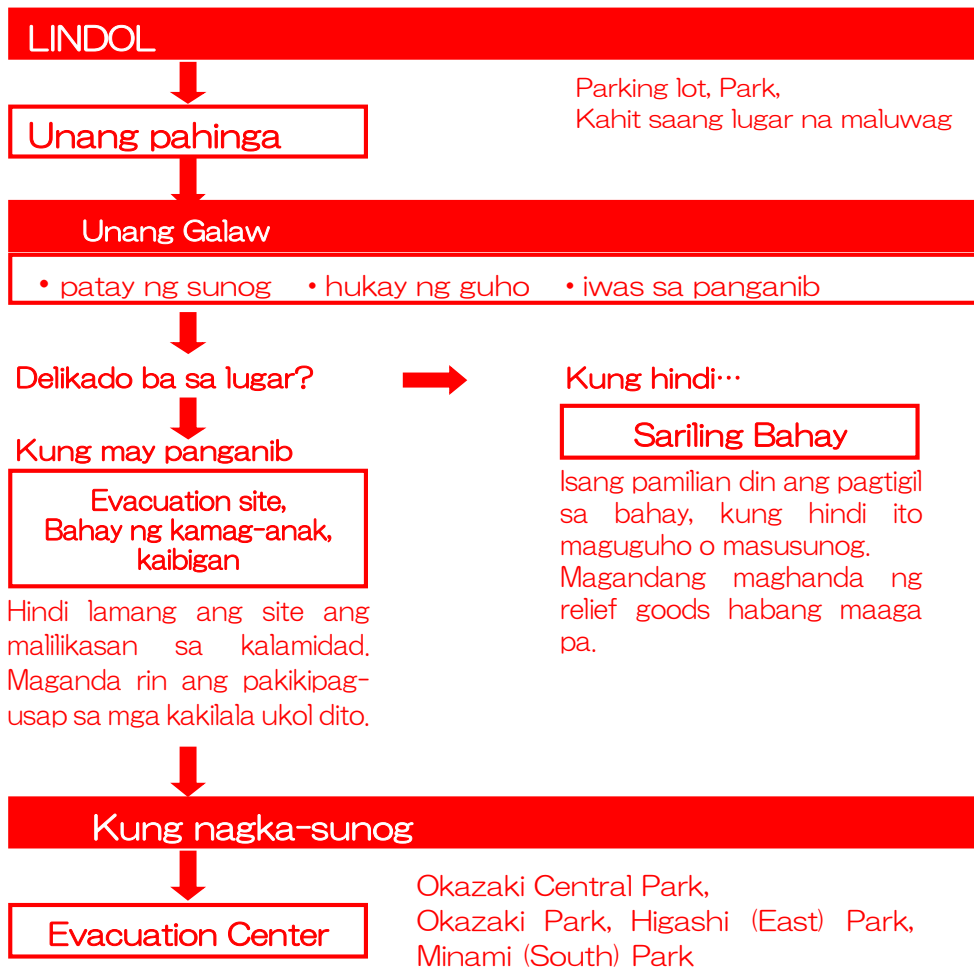 LINDOL
Parking lot, Park,
Kahit saang lugar na maluwag
Unang pahinga
Unang Galaw
• patay ng sunog • hukay ng guho • iwas sa panganib
Delikado ba sa lugar?
Kung hindi…
Sariling Bahay
Isang pamilian din ang pagtigil
sa bahay, kung hindi ito
maguguho o masusunog.
Magandang maghanda ng
relief goods habang maaga
pa.
Kung may panganib
Evacuation site,
Bahay ng kamag-anak,
kaibigan
Hindi lamang ang site ang
malilikasan sa kalamidad.
Maganda rin ang pakikipag-
usap sa mga kakilala ukol dito.
Kung nagka-sunog
Evacuation Center
Okazaki Central Park,
Okazaki Park, Higashi (East) Park,
Minami (South) Park